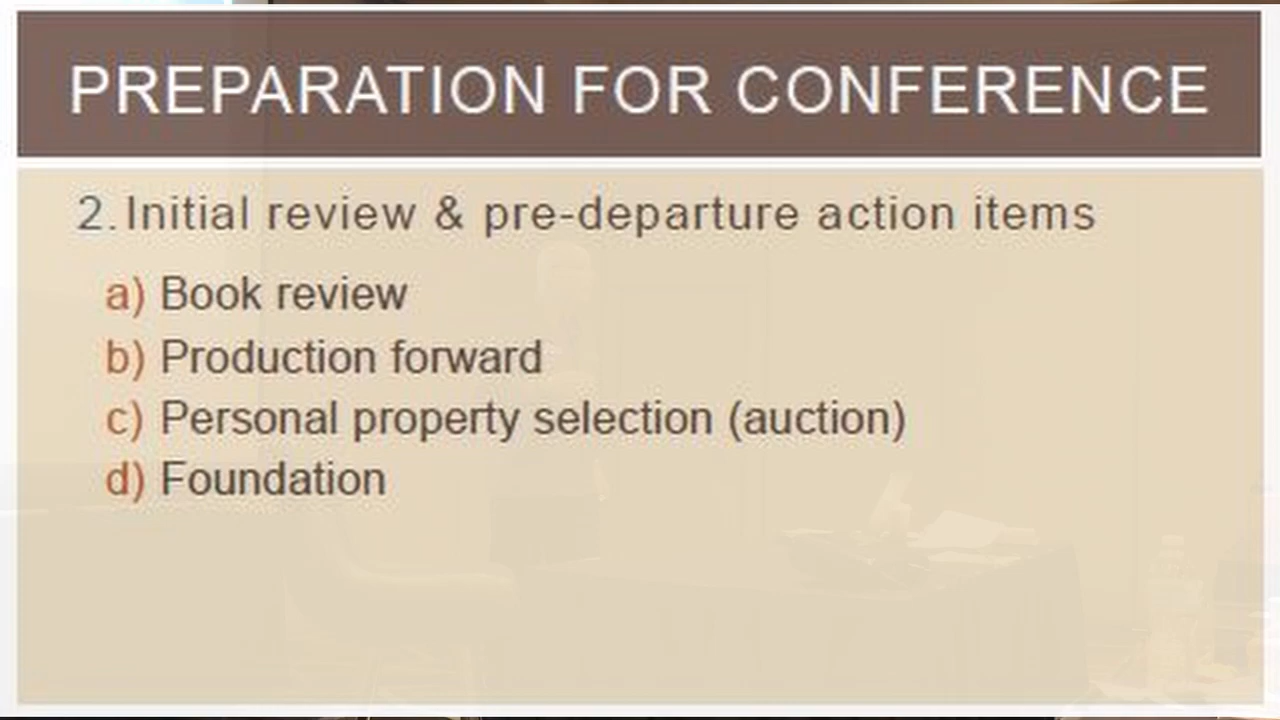 PREPARATION FOR CONFERENCE
2. Initial review & pre-departure action items
a) Book review
b) Production forward
c) Personal property selection (auction)
d) Foundation